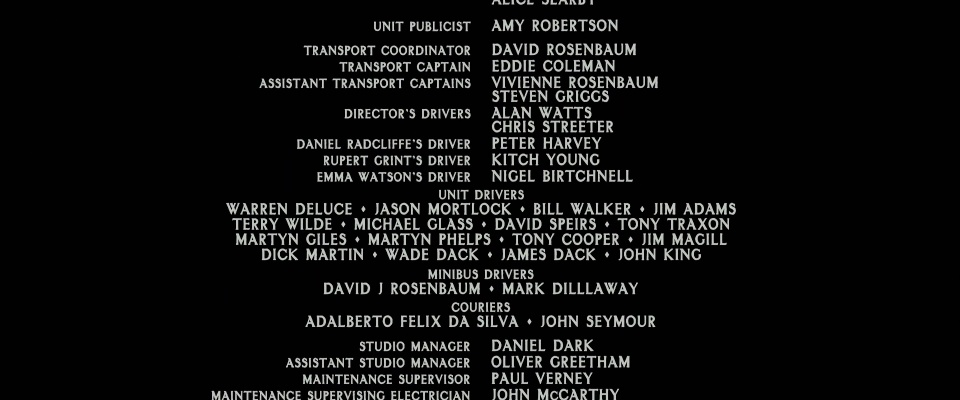 ALICE SEARBY
UNIT PUBLICIST AMY ROBERTSON
TRANSPORT COORDINATOR DAVID ROSENBAUM
TRANSPORT CAPTAIN EDDIE COLEMAN
ASSISTANT TRANSPORT CAPTAINS VIVIENNE ROSENBAUM
STEVEN GRIGGS
DIRECTOR'S DRIVERS ALAN WATTS
CHRIS STREETER
DANIEL RADCLIFFE'S DRIVER PETER HARVEY
RUPERT GRINT'S DRIVER KITCH YOUNG
EMMA WATSON'S DRIVER NIGEL BIRTCHNELL
UNIT DRIVERS
WARREN DELUCE • JASON MORTLOCK • BILL WALKER • JIM ADAMS
TERRY WILDE • MICHAEL GLASS • DAVID SPEIRS • TONY TRAXON
MARTYN GILES • MARTYN PHELPS • TONY COOPER • JIM MAGILL
DICK MARTIN • WADE DACK • JAMES DACK • JOHN KING
MINIBUS DRIVERS
DAVID J ROSENBAUM • MARK DILLLAWAY
COURIERS
ADALBERTO FELIX DA SILVA • JOHN SEYMOUR
STUDIO MANAGER DANIEL DARK
ASSISTANT STUDIO MANAGER OLIVER GREETHAM
MAINTENANCE SUPERVISOR PAUL VERNEY
MAINTENANCE SUPERVISING ELECTRICIAN JOHN McCARTHY